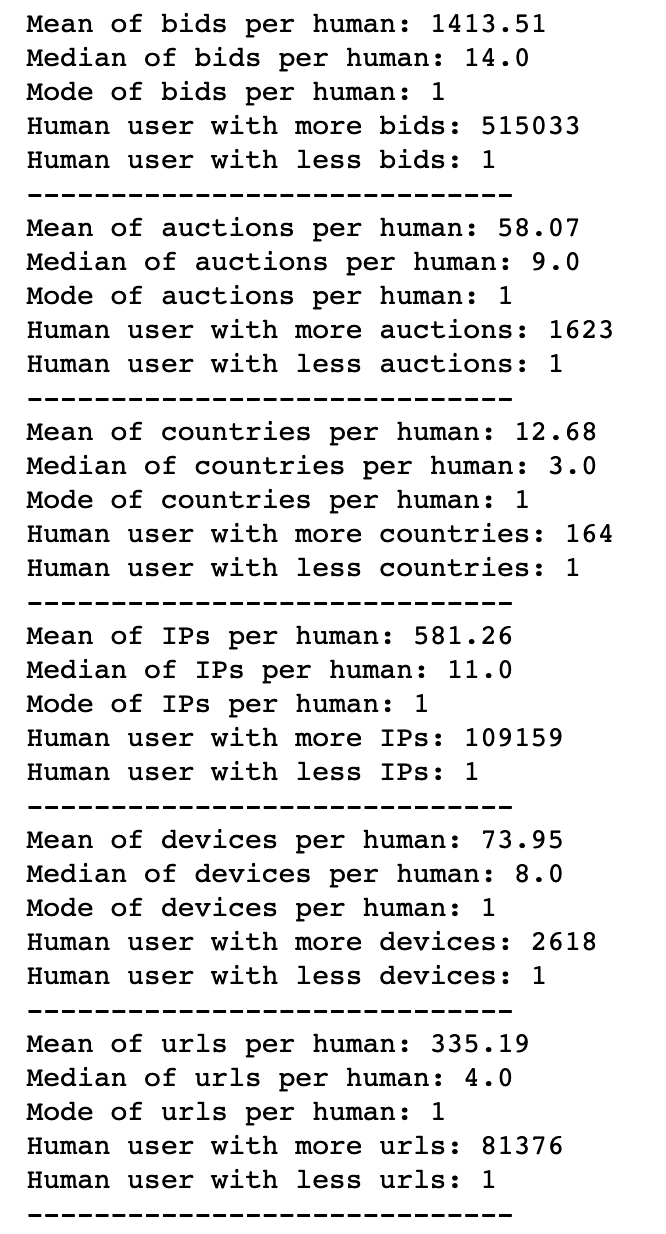 Mean of bids per human: 1413.51
Median of bids per human: 14.0
Mode of bids per human: 1
Human user with more bids: 515033
Human user with less bids: 1
-----------------------------
Mean of auctions per human: 58.07
Median of auctions per human: 9.0
Mode of auctions per human: 1
Human user with more auctions: 1623
Human user with less auctions: 1
-----------------------------
Mean of countries per human: 12.68
Median of countries per human: 3.0
Mode of countries per human: 1
Human user with more countries: 164
Human user with less countries: 1
-----------------------------
Mean of IPs per human: 581.26
Median of IPs per human: 11.0
Mode of IPs per human: 1
Human user with more IPs: 109159
Human user with less IPs: 1
-----------------------------
Mean of devices per human: 73.95
Median of devices per human: 8.0
Mode of devices per human: 1
Human user with more devices: 2618
Human user with less devices: 1
-----------------------------
Mean of urls per human: 335.19
Median of urls per human: 4.0
Mode of urls per human: 1
Human user with more urls: 81376
Human user with less urls: 1
-----------------------------